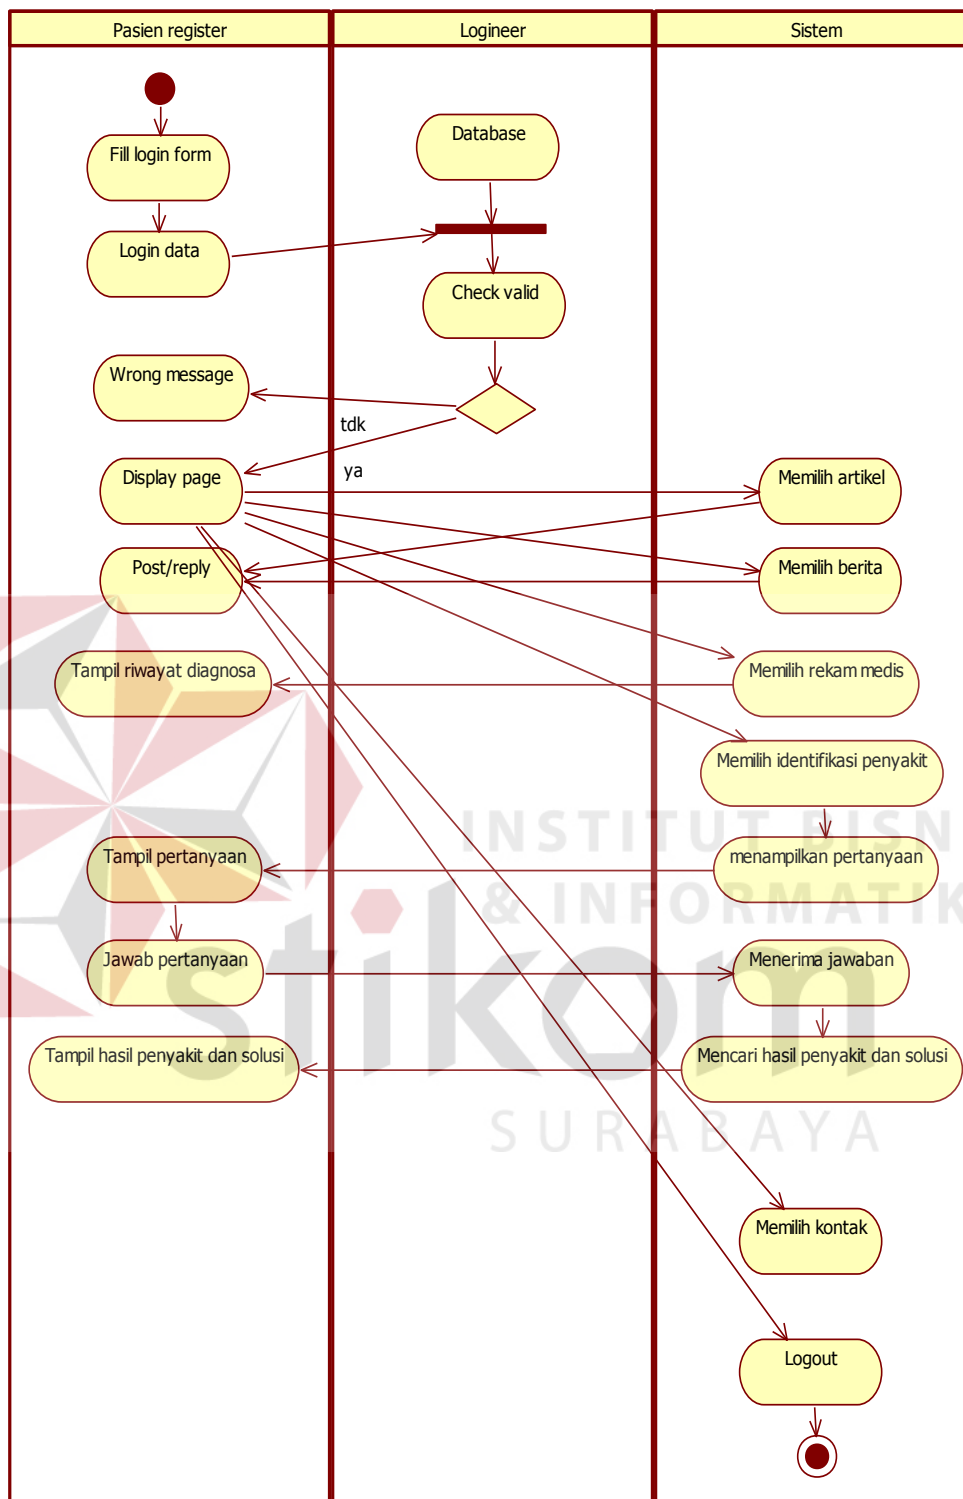 Pasien register
Logineer
Sistem
Fill login form
Database
Login data
Check valid
Wrong message
tdk
ya
Display page
Memilih artikel
Post/reply
Memilih berita
Tampil riwayat diagnosa
Memilih rekam medis
Memilih identifikasi penyakit
INSTITUT BISN
Tampil pertanyaan
menampilkan pertanyaan
& INFORMATIK
stikom
Jawab pertanyaan
Menerima jawaban
Tampil hasil penyakit dan solusi
Mencari hasil penyakit dan solusi
SURABAYA
Memilih kontak
Logout